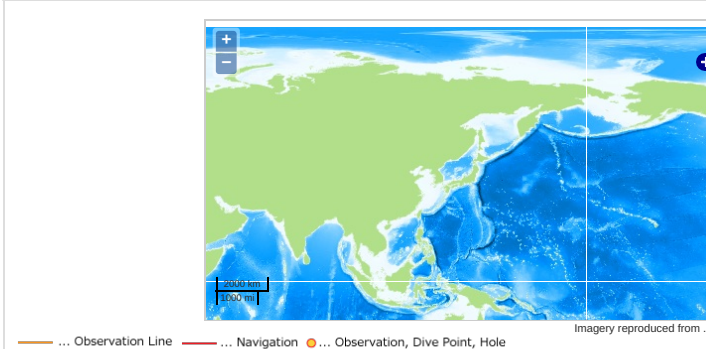 +
−
2000 km
1000 mi
Imagery reproduced from .
... Observation Line ... Navigation ... Observation, Dive Point, Hole